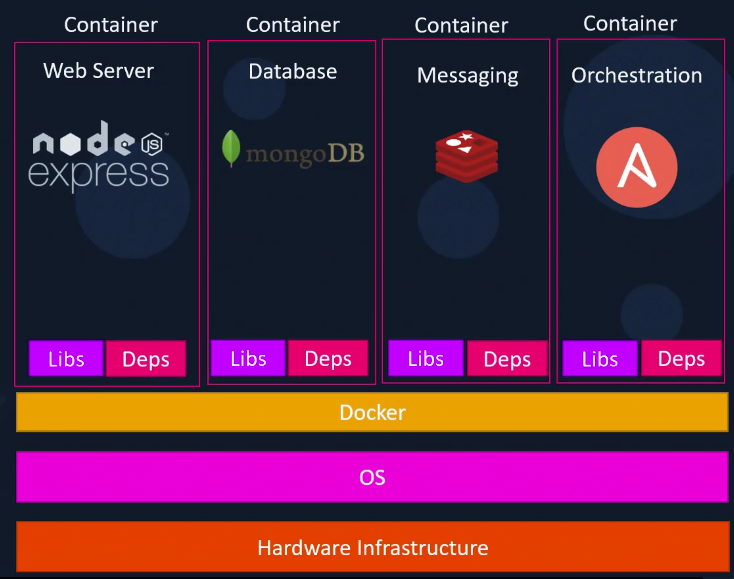 Container
Container
Container
Container
Web Server
Database
Messaging
Orchestration
node
JS
™
express
mongoDB
Libs
Deps
Libs
Deps
Libs
Deps
Libs
Deps
Docker
OS
Hardware Infrastructure